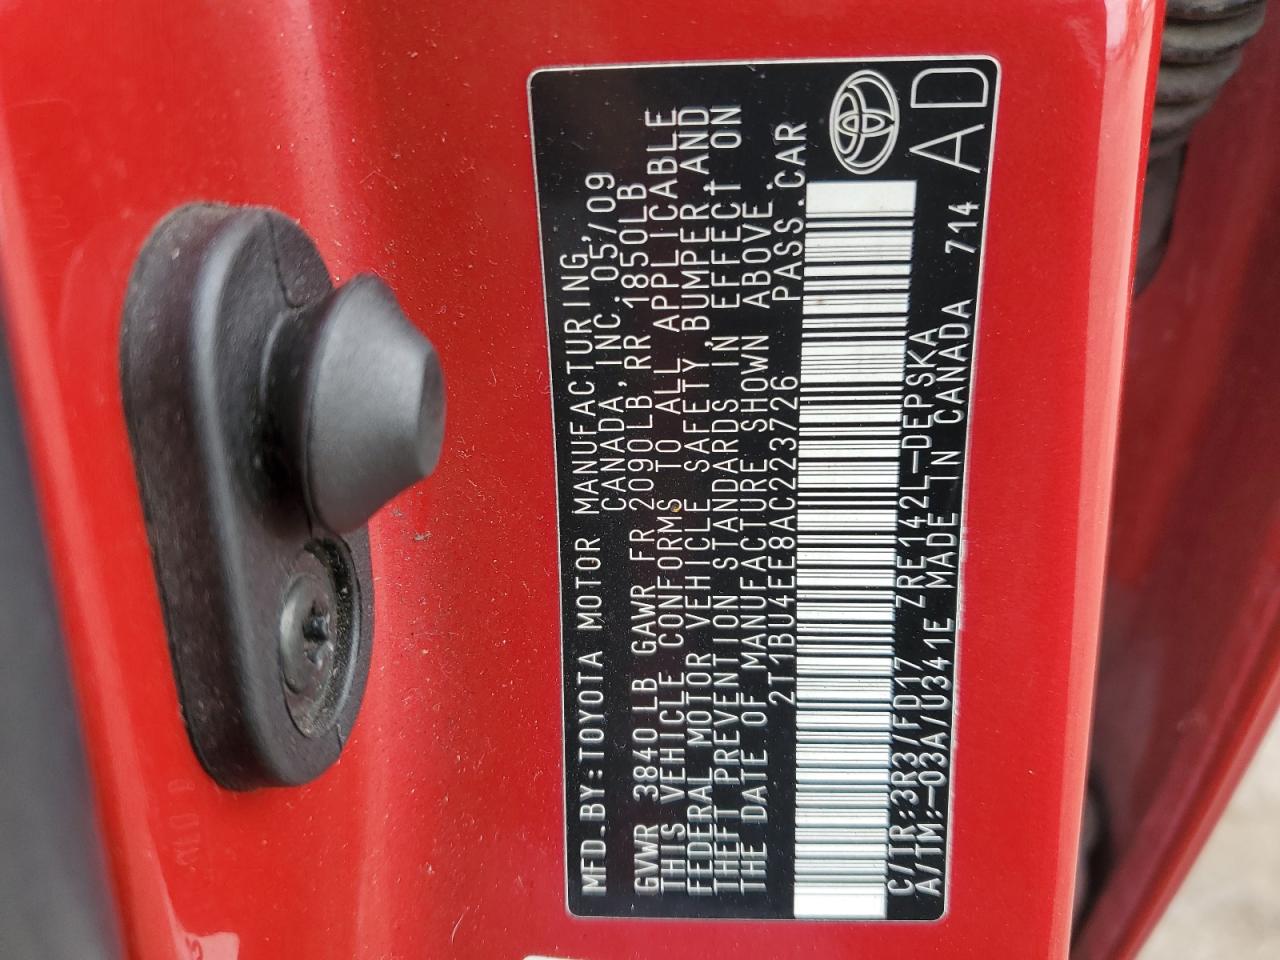 MFD.BY:TOYOTA MOTOR MANUFACTURING,
CANADA, INC. 05/09
GVWR 3840LB GAWR FR 2090LB RR 1850LB
THIS VEHICLE CONFORMS TO ALL APPLICABLE
FEDERAL MOTOR VEHICLE SAFETY, BUMPER, AND
THEFT PREVENTION STANDARDS IN EFFECT ON
THE DATE OF MANUFACTURE SHOWN ABOVE.
2T1BU4EE8AC223726 PASS.CAR
C/TR:3R3/FD17 ZRE142L-DEPSKA
A/TM:-03A/U341E MADE IN CANADA 714
AD